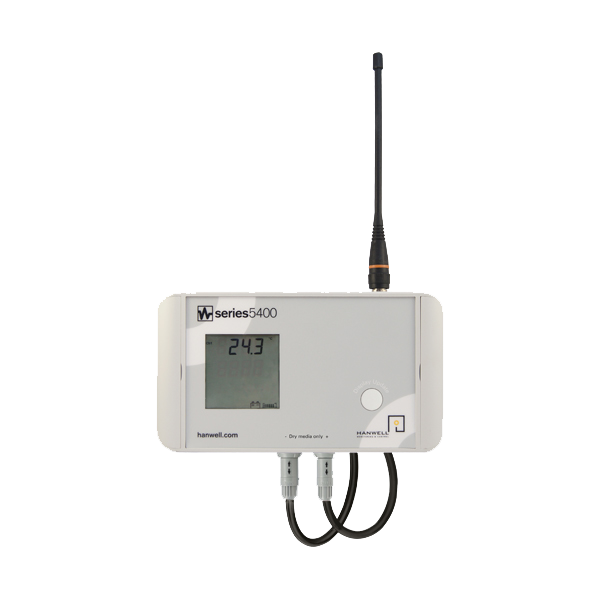 series5400
24.3
hanwell.com
- Dry media only +
HANWELL